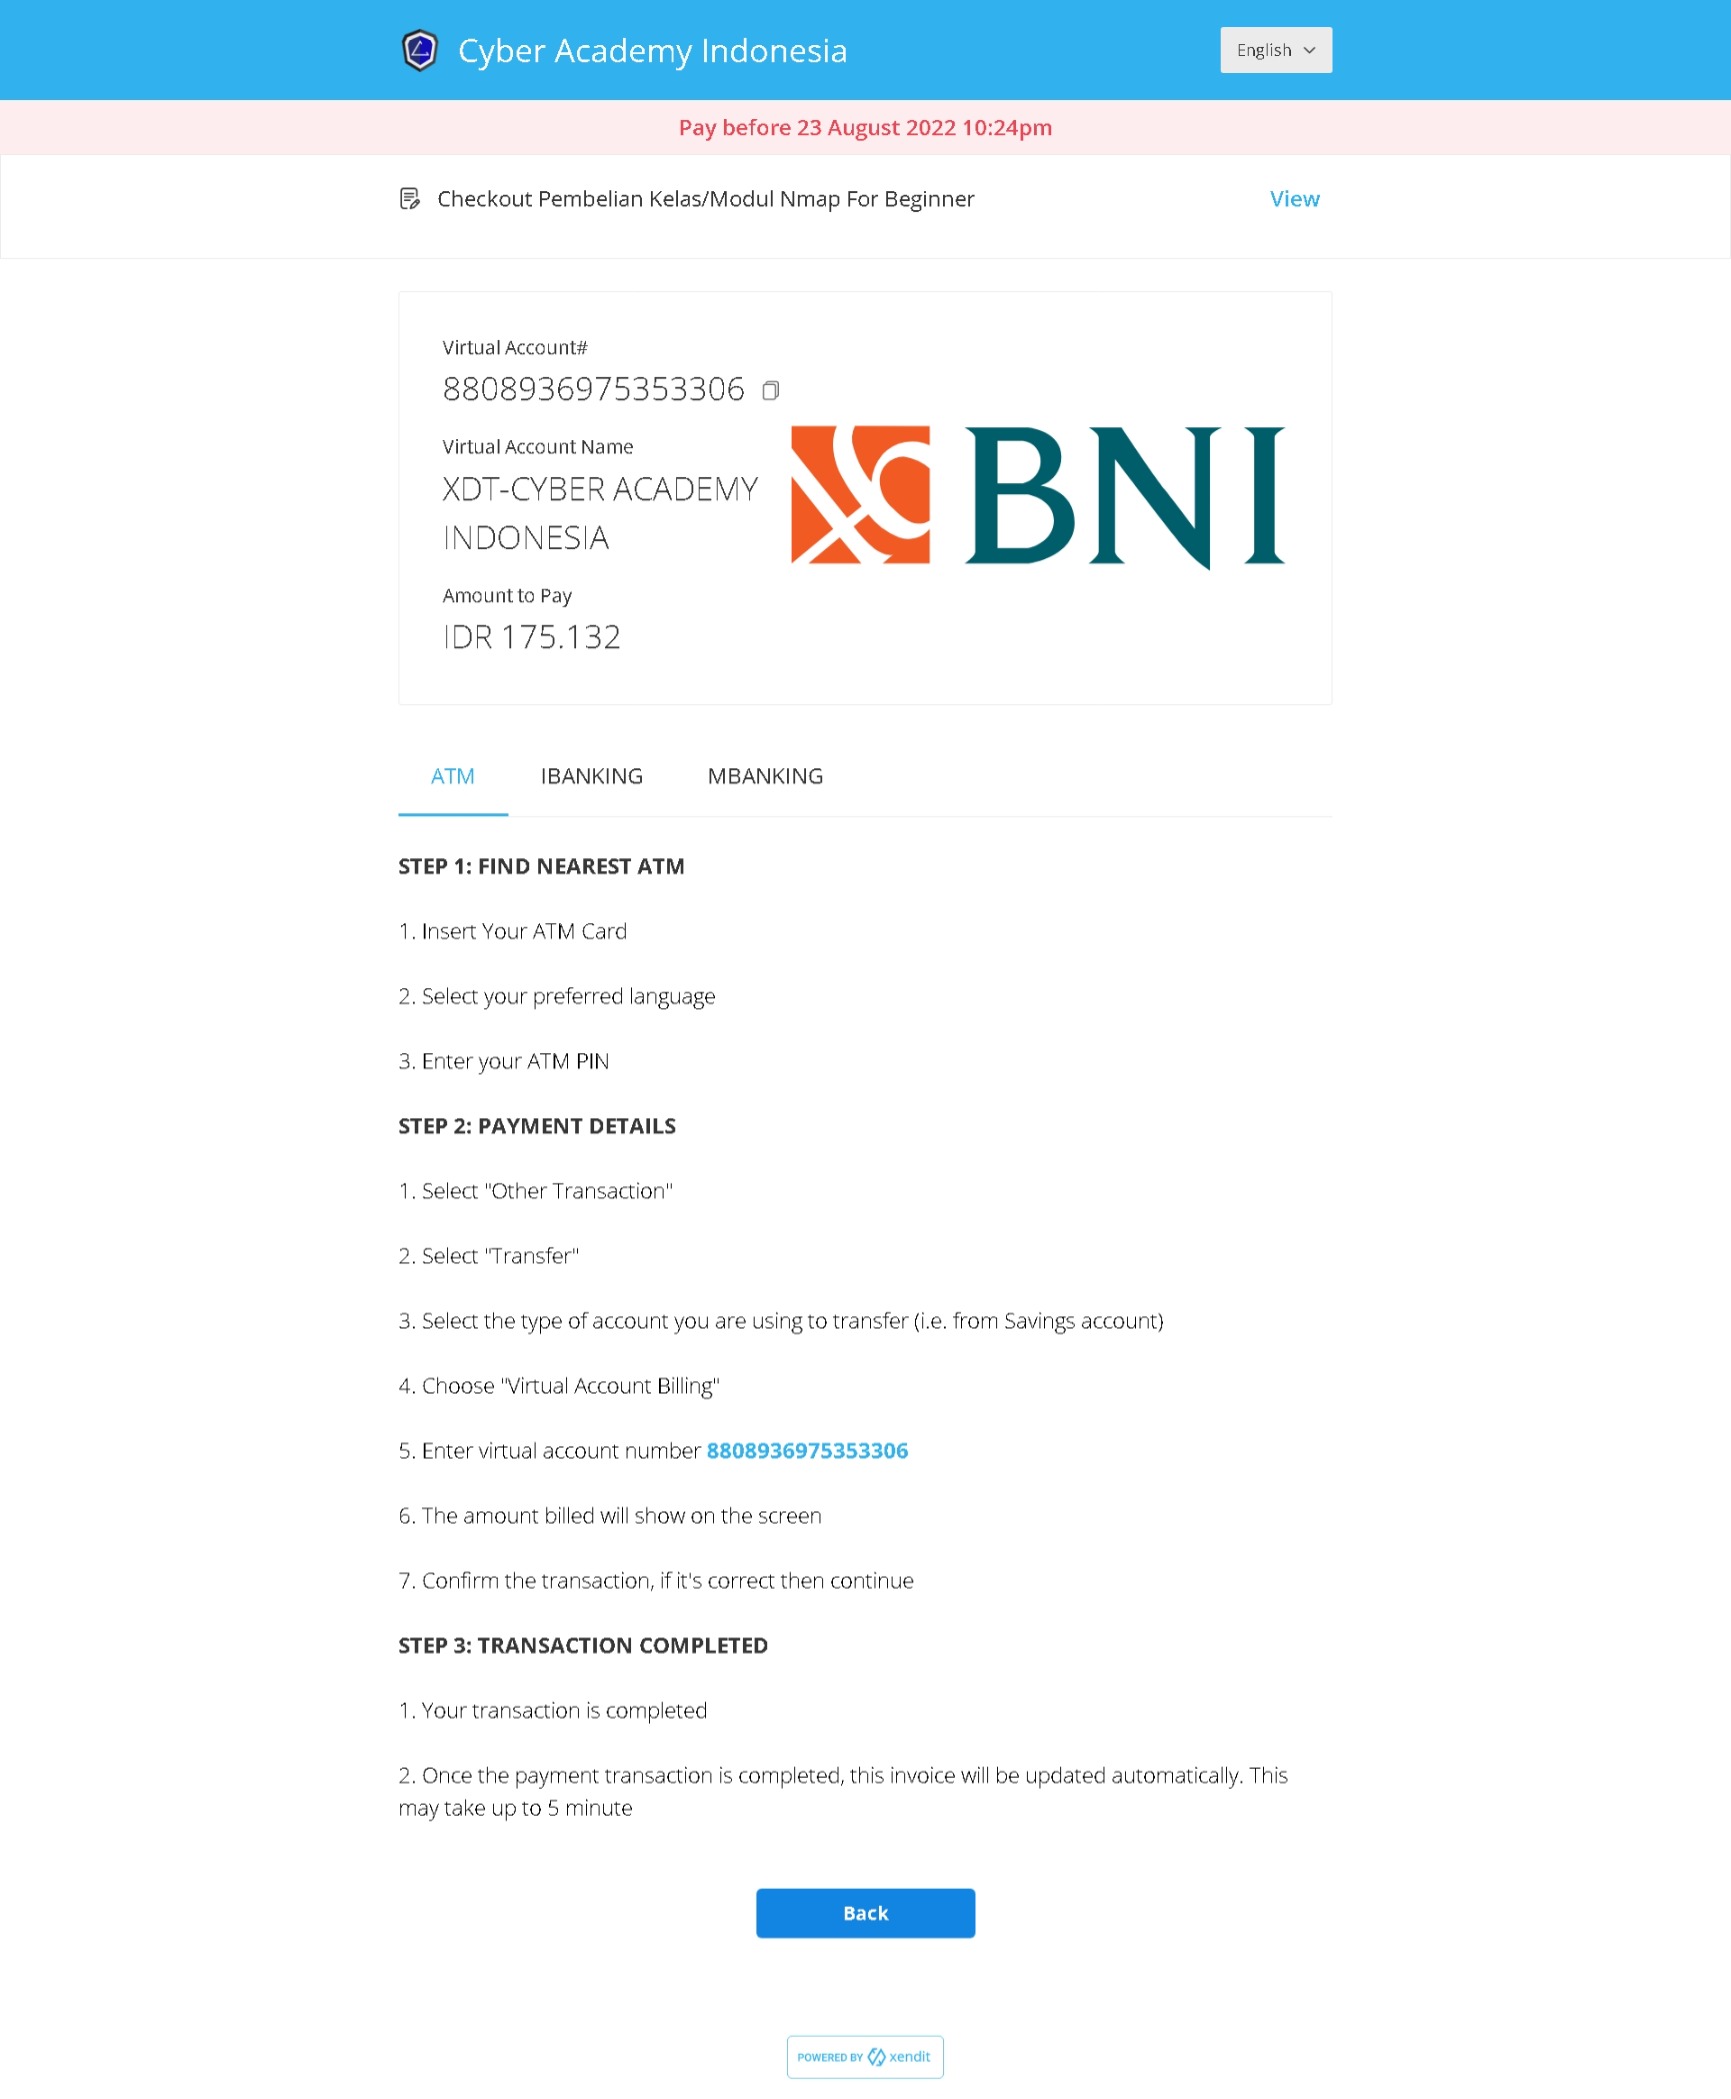 Cyber Academy Indonesia
English
Pay before 23 August 2022 10:24pm
Checkout Pembelian Kelas/Modul Nmap For Beginner
View
Virtual Account#
8808936975353306
Virtual Account Name
XDT-CYBER ACADEMY
INDONESIA
BNI
Amount to Pay
IDR 175.132
ATM
IBANKING
MBANKING
STEP 1: FIND NEAREST ATM
1. Insert Your ATM Card
2. Select your preferred language
3. Enter your ATM PIN
STEP 2: PAYMENT DETAILS
1. Select "Other Transaction"
2. Select "Transfer"
3. Select the type of account you are using to transfer (i.e. from Savings account)
4. Choose "Virtual Account Billing"
5. Enter virtual account number 8808936975353306
6. The amount billed will show on the screen
7. Confirm the transaction, if it's correct then continue
STEP 3: TRANSACTION COMPLETED
1. Your transaction is completed
2. Once the payment transaction is completed, this invoice will be updated automatically. This
may take up to 5 minute
Back
POWERED BY xendit